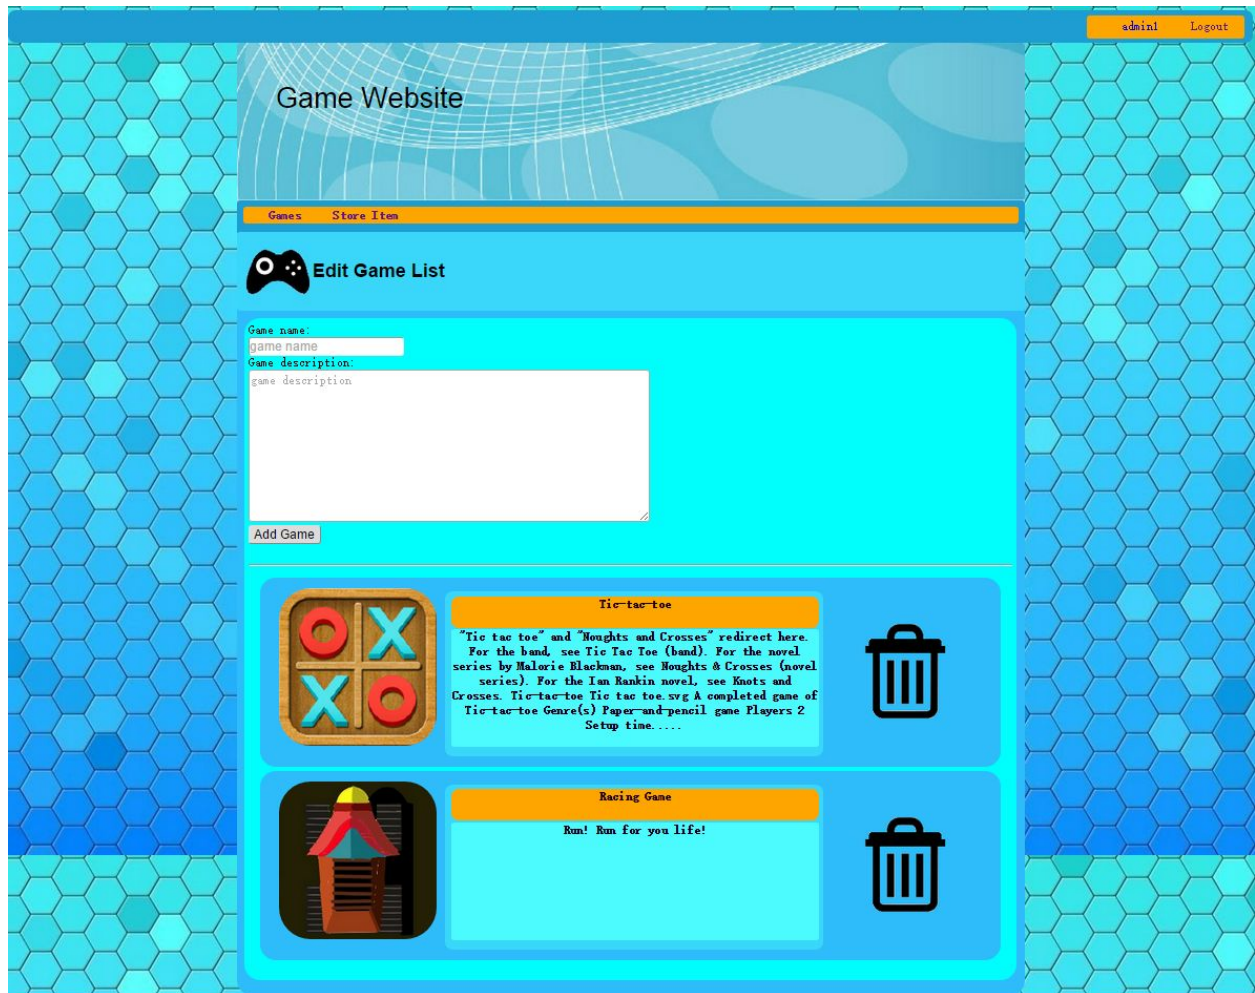 admin1 Logout
Game Website
Games Store Item
Edit Game List
Game name:
game name
Game description:
game description
Add Game
Tic-tac-toe
"Tic tac toe" and "Noughts and Crosses" redirect here.
For the band, see Tic Tac Toe (band). For the novel
series by Malorie Blackman, see Noughts & Crosses (novel
series). For the Ian Rankin novel, see Knots and
Crosses. Tic-tac-toe Tic tac toe.svg A completed game of
Tic-tac-toe Genre(s) Paper-and-pencil game Players 2
Setup time.....
Racing Game
Run! Run for you life!